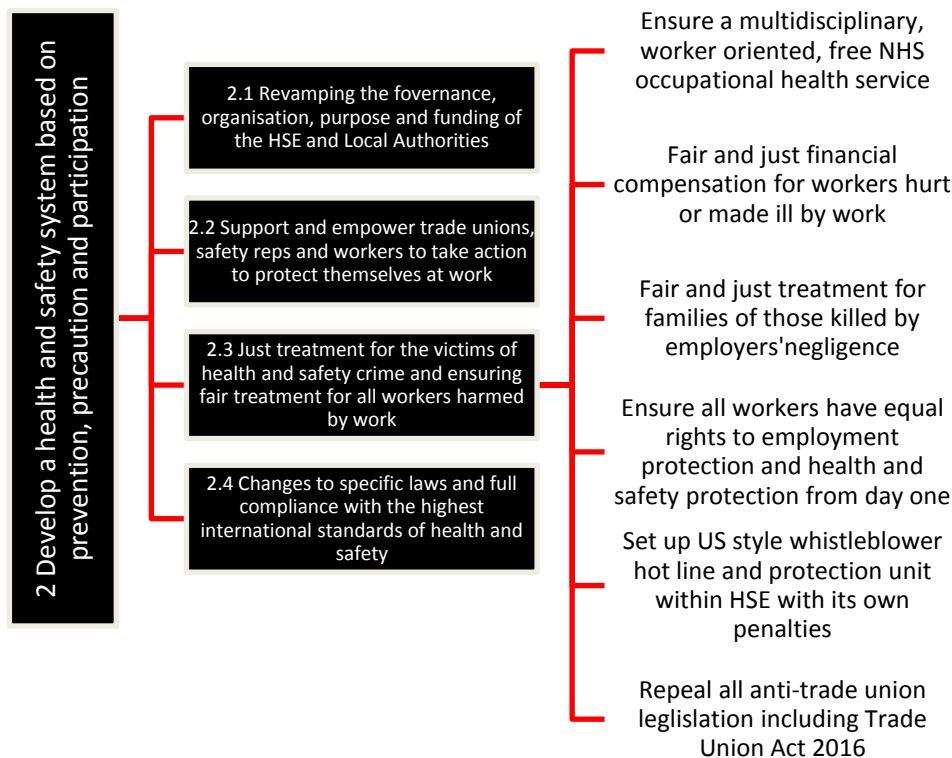 2 Develop a health and safety system based on
prevention, precaution and participation
2.1 Revamping the fovernance,
organisation, purpose and funding of
the HSE and Local Authorities
2.2 Support and empower trade unions,
safety reps and workers to take action
to protect themselves at work
2.3 Just treatment for the victims of
health and safety crime and ensuring
fair treatment for all workers harmed
by work
2.4 Changes to specific laws and full
compliance with the highest
international standards of health and
safety
Ensure a multidisciplinary,
worker oriented, free NHS
occupational health service
Fair and just financial
compensation for workers hurt
or made ill by work
Fair and just treatment for
families of those killed by
employers'negligence
Ensure all workers have equal
rights to employment
protection and health and
safety protection from day one
Set up US style whistleblower
hot line and protection unit
within HSE with its own
penalties
Repeal all anti-trade union
leglislation including Trade
Union Act 2016